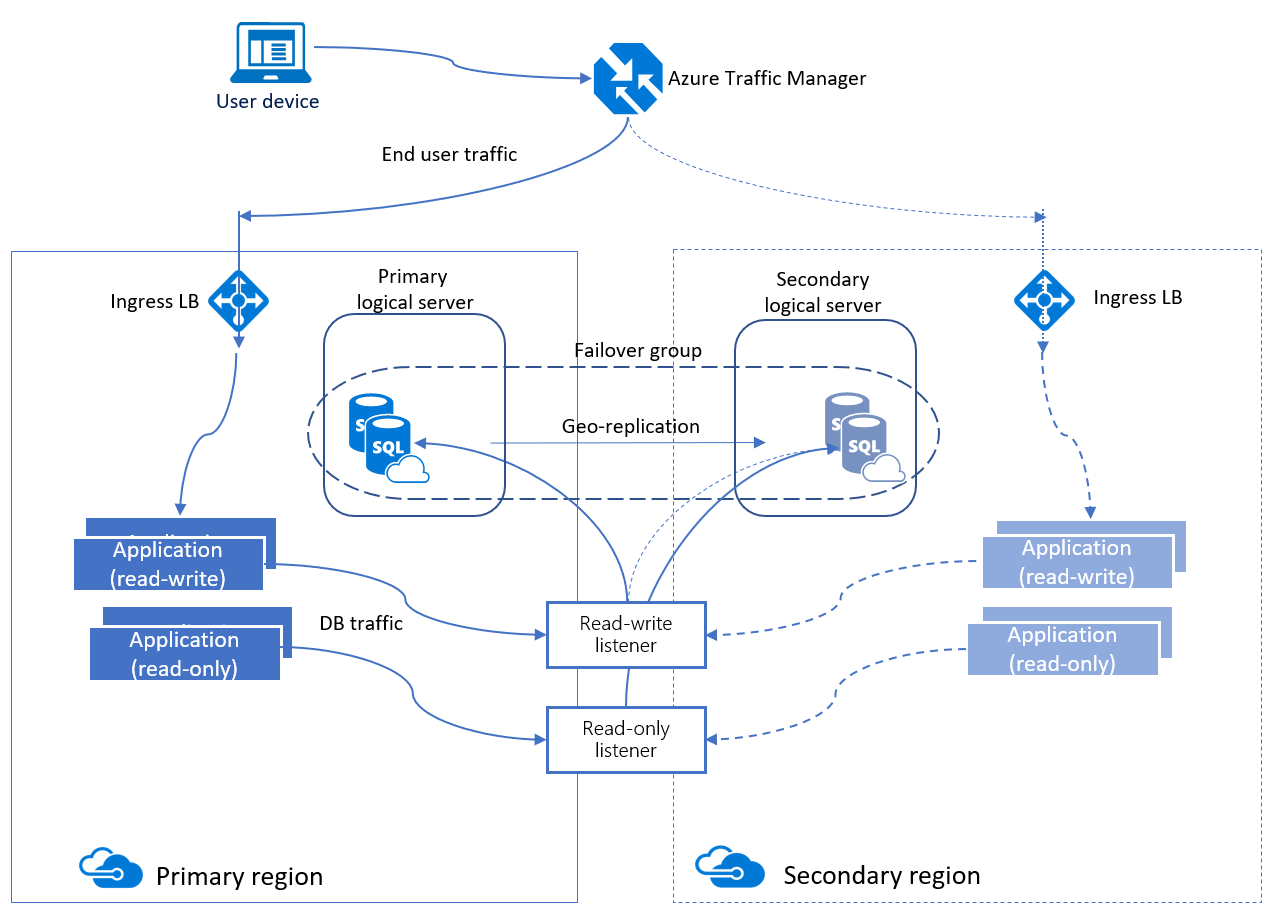 User device
Azure Traffic Manager
End user traffic
Primary
logical server
Secondary
logical server
Ingress LB
Ingress LB
Failover group
SQL
SQL
Geo-replication
Application
(read-write)
Application
(read-only)
DB traffic
Read-write
listener
Read-only
listener
Application
(read-write)
Application
(read-only)
Primary region
Secondary region